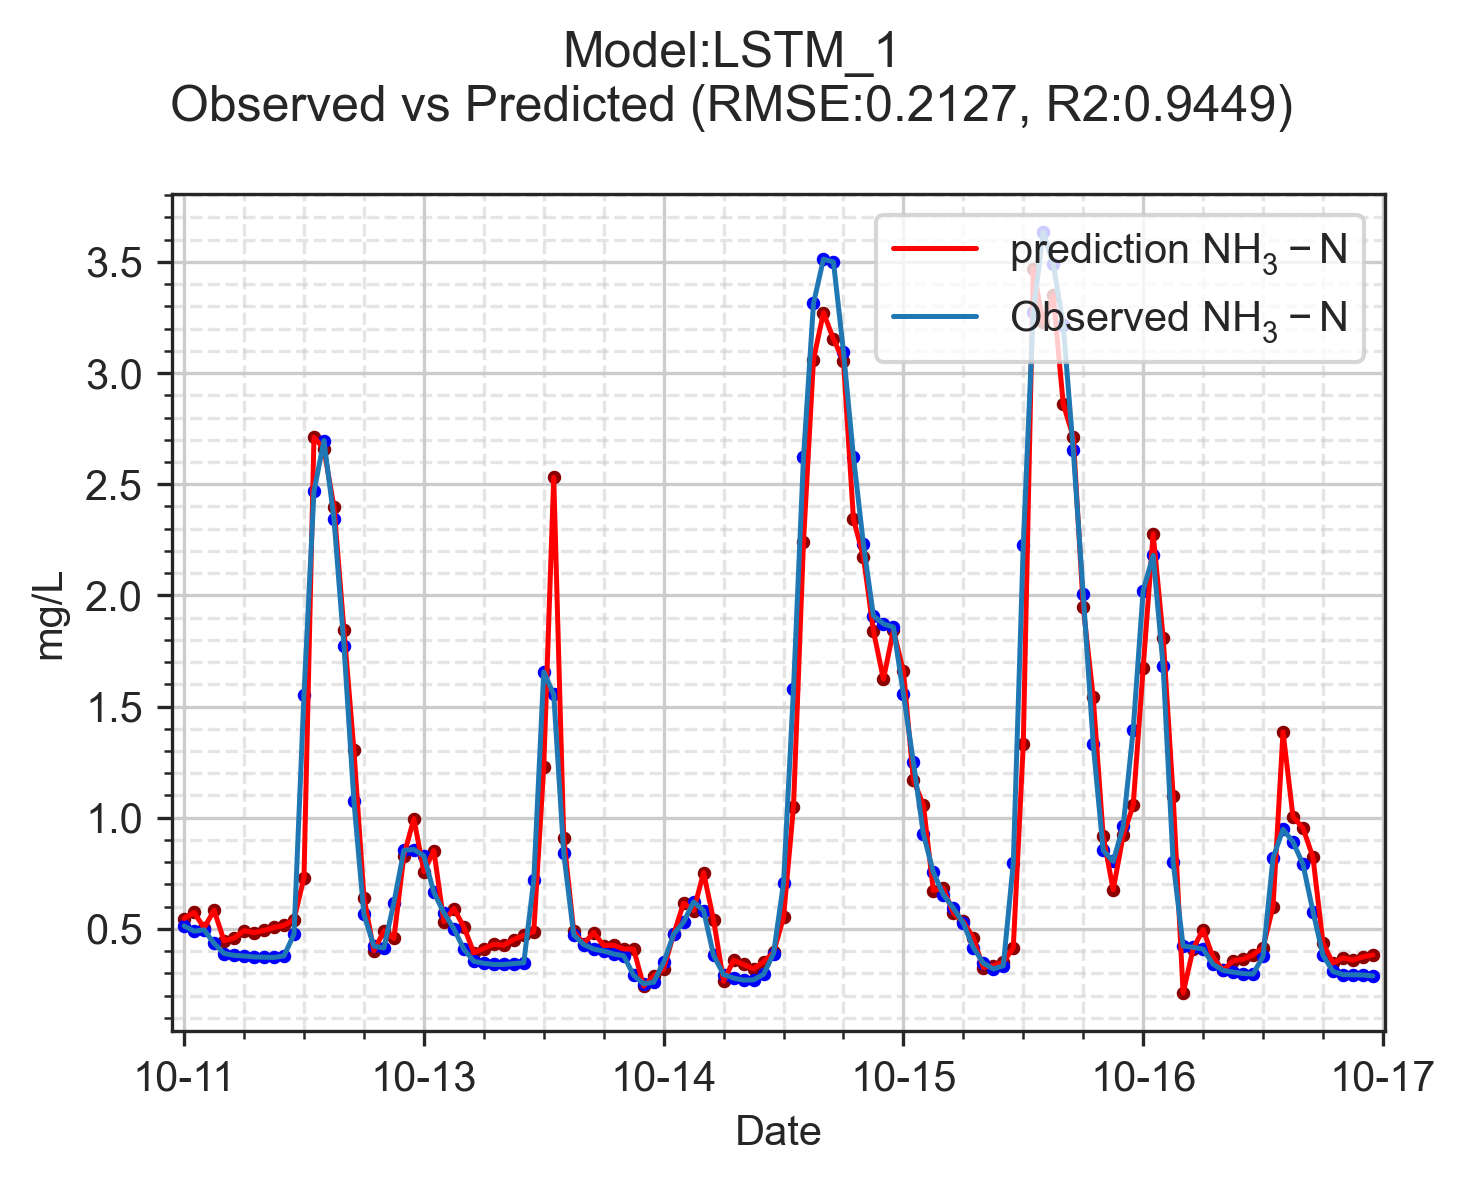 Model:LSTM_1
Observed vs Predicted (RMSE:0.2127, R2:0.9449)
prediction NH₃ − N
Observed NH₃ − N
3.5
3.0
2.5
2.0
1.5
1.0
0.5
mg/L
10-11 10-13 10-14 10-15 10-16 10-17
Date